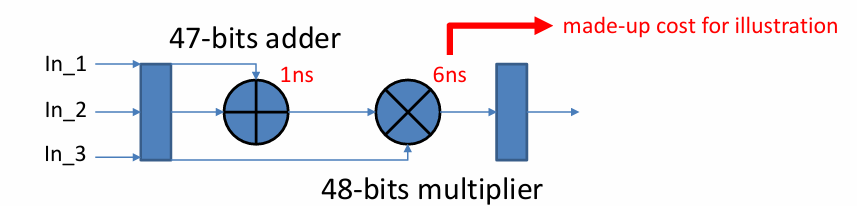 made-up cost for illustration
47-bits adder
In_1
1ns
6ns
In_2
In_3
48-bits multiplier